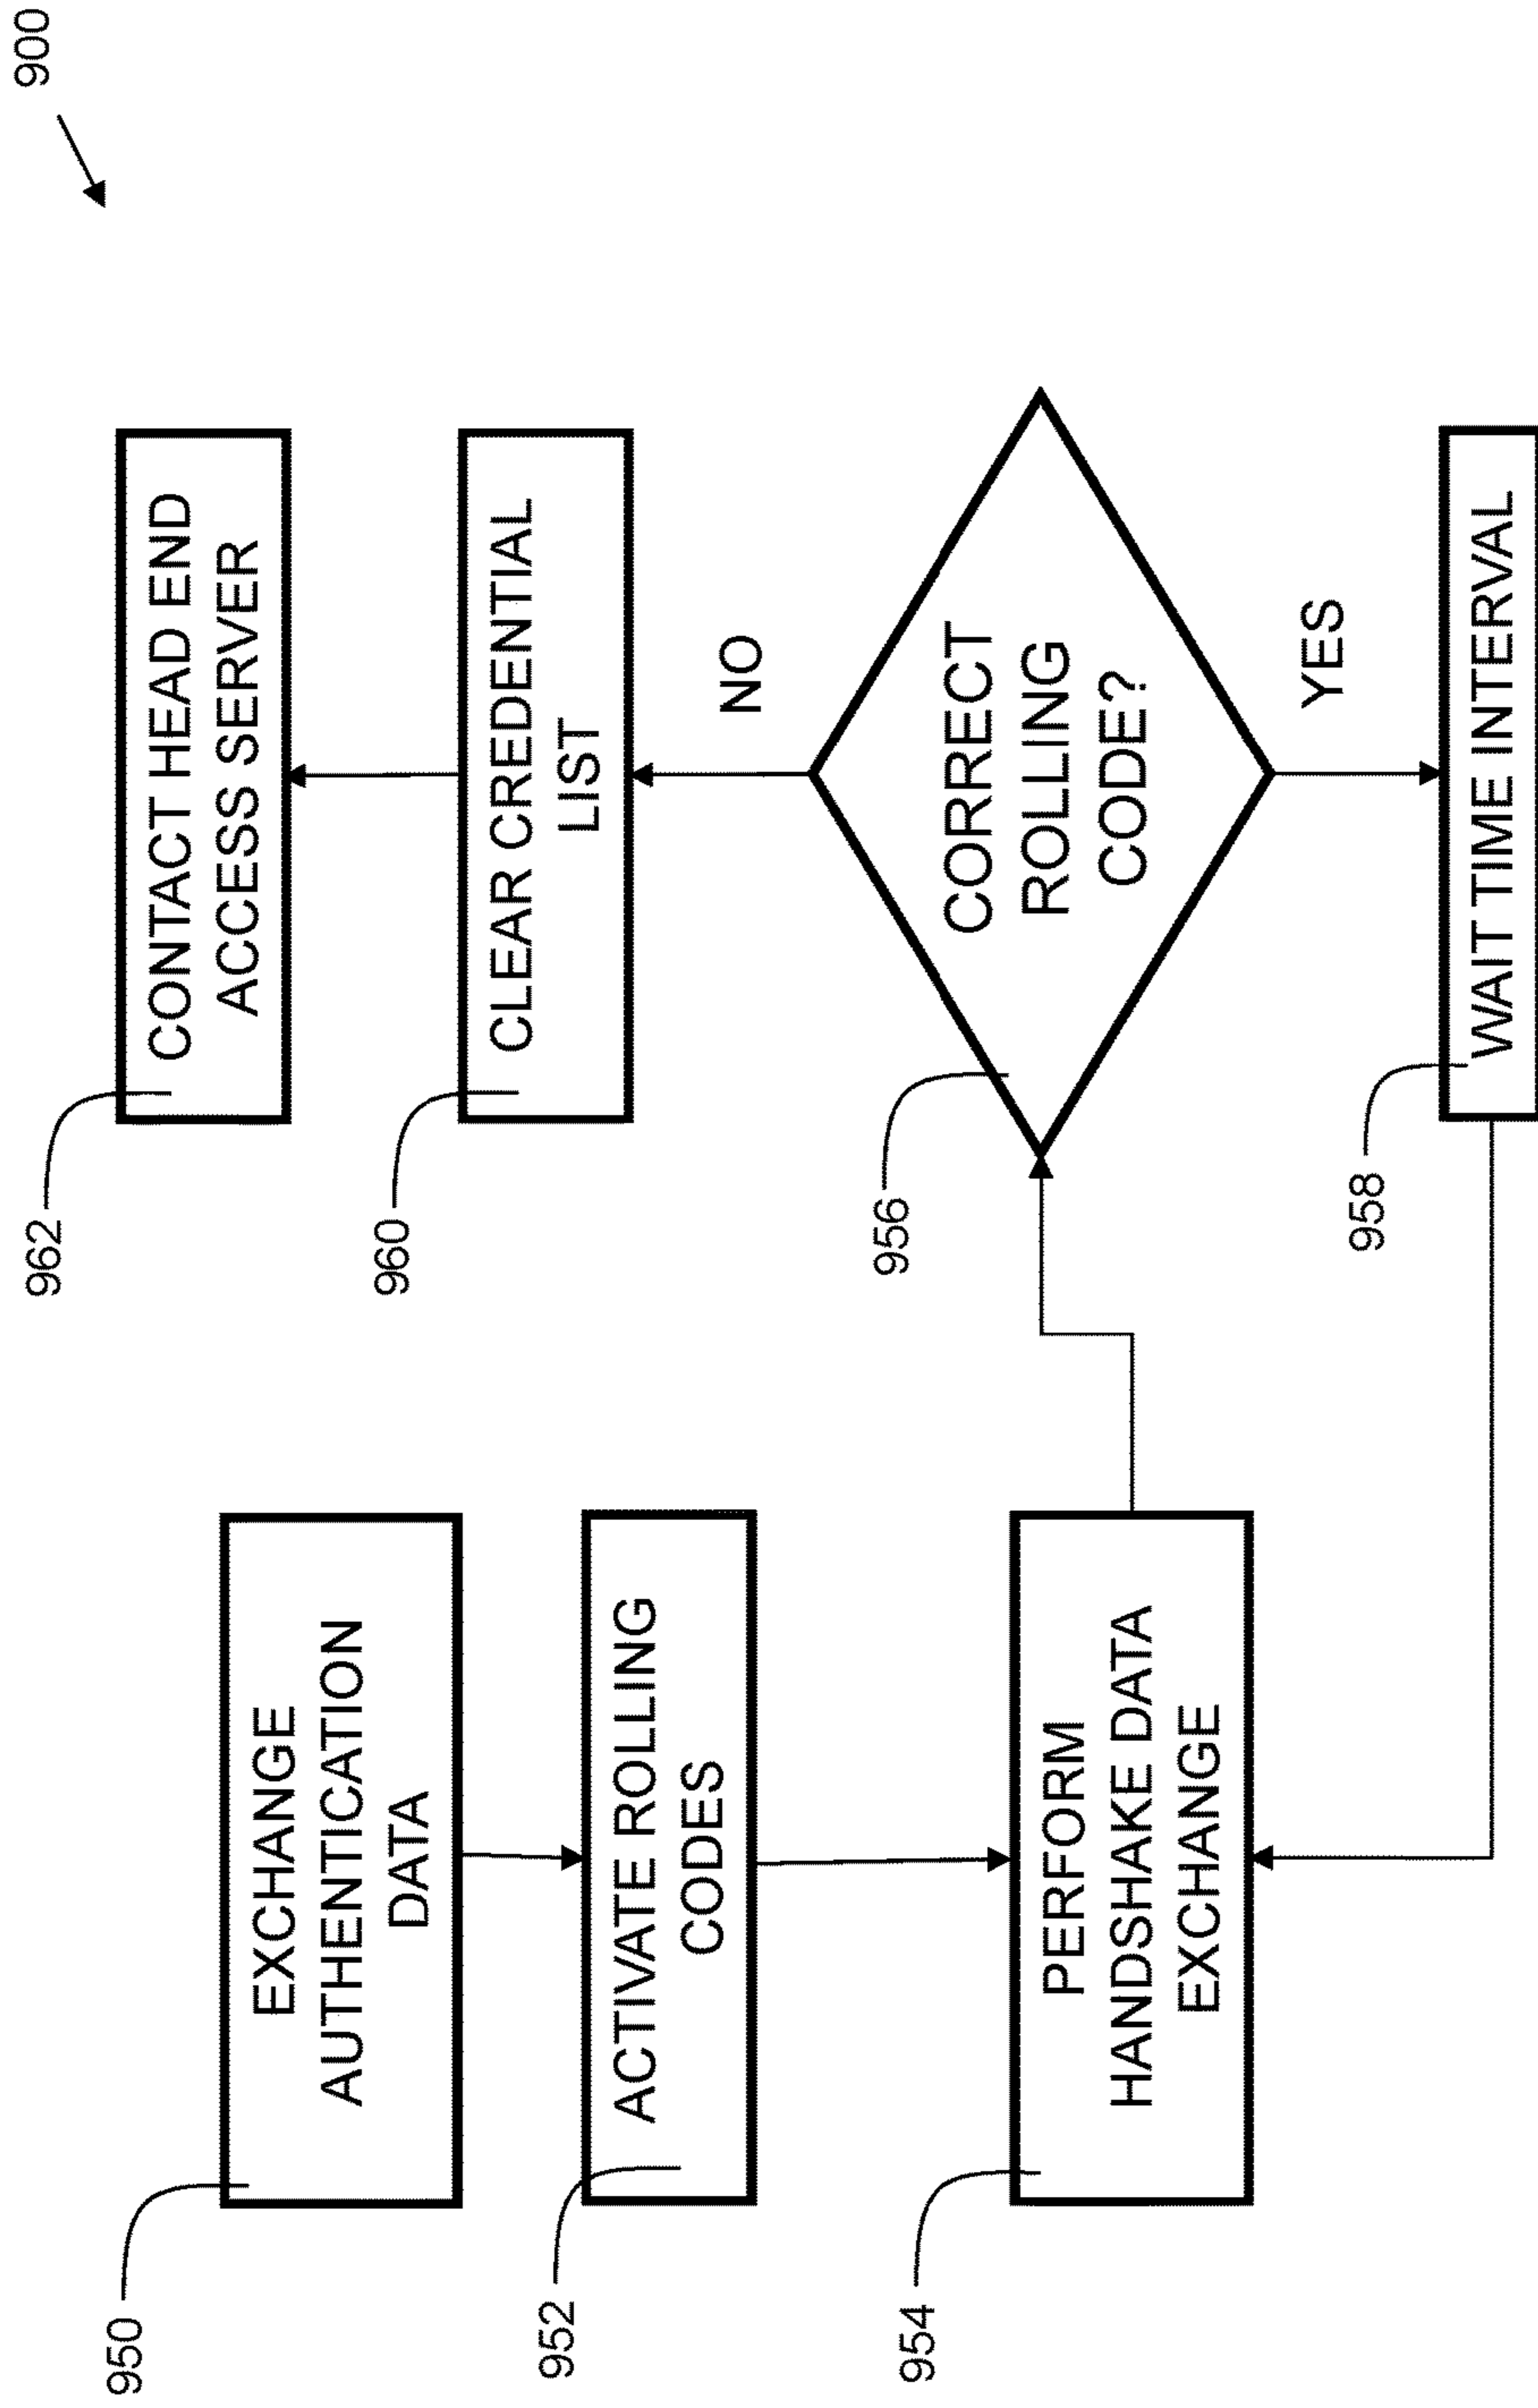 900
950
EXCHANGE
AUTHENTICATION
DATA
952
ACTIVATE ROLLING
CODES
954
PERFORM
HANDSHAKE DATA
EXCHANGE
962
CONTACT HEAD END
ACCESS SERVER
960
CLEAR CREDENTIAL
LIST
NO
956
CORRECT
ROLLING
CODE?
YES
958
WAIT TIME INTERVAL